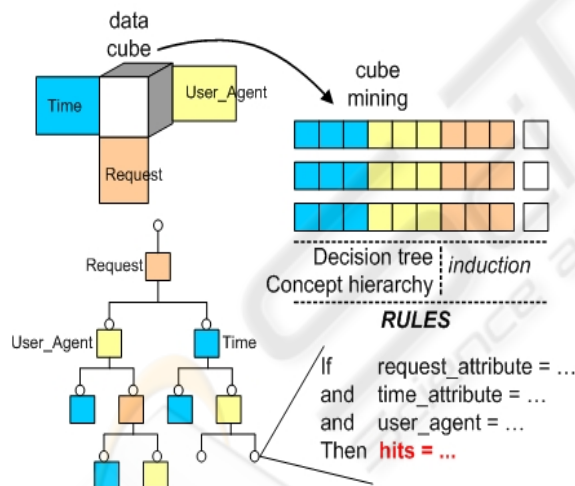 data
cube
Time
User_Agent
Request
cube
mining
Decision tree
Concept hierarchy
induction
RULES
Request
User_Agent
Time
If request_attribute = ...
and time_attribute = ...
and user_agent = ...
Then hits = ...